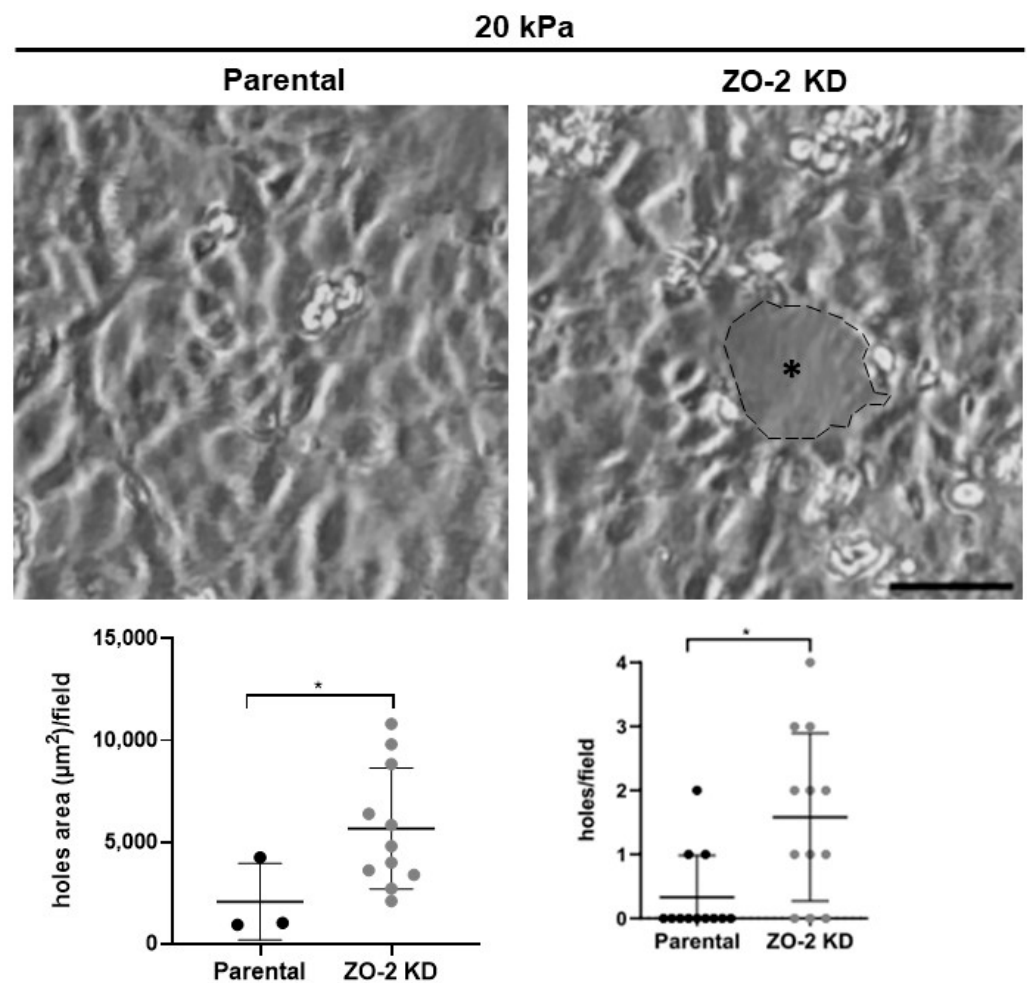 20 kPa
Parental
ZO-2 KD
*
15,000
10,000
5,000
0
holes area (µm²)/field
*
Parental
ZO-2 KD
4
3
2
1
0
holes/field
*
Parental
ZO-2 KD